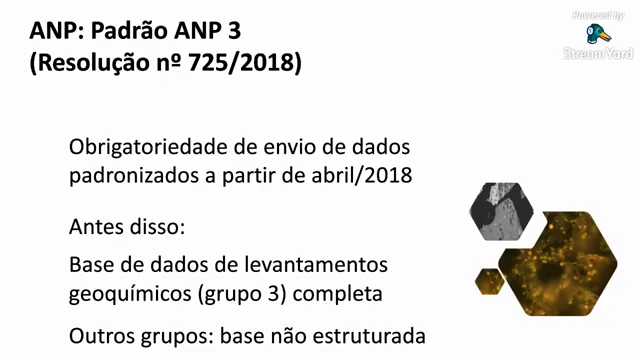 ANP: Padrão ANP 3
(Resolução nº 725/2018)
Powered by
StreamYard
Obrigatoriedade de envio de dados
padronizados a partir de abril/2018
Antes disso:
Base de dados de levantamentos
geoquímicos (grupo 3) completa
Outros grupos: base não estruturada